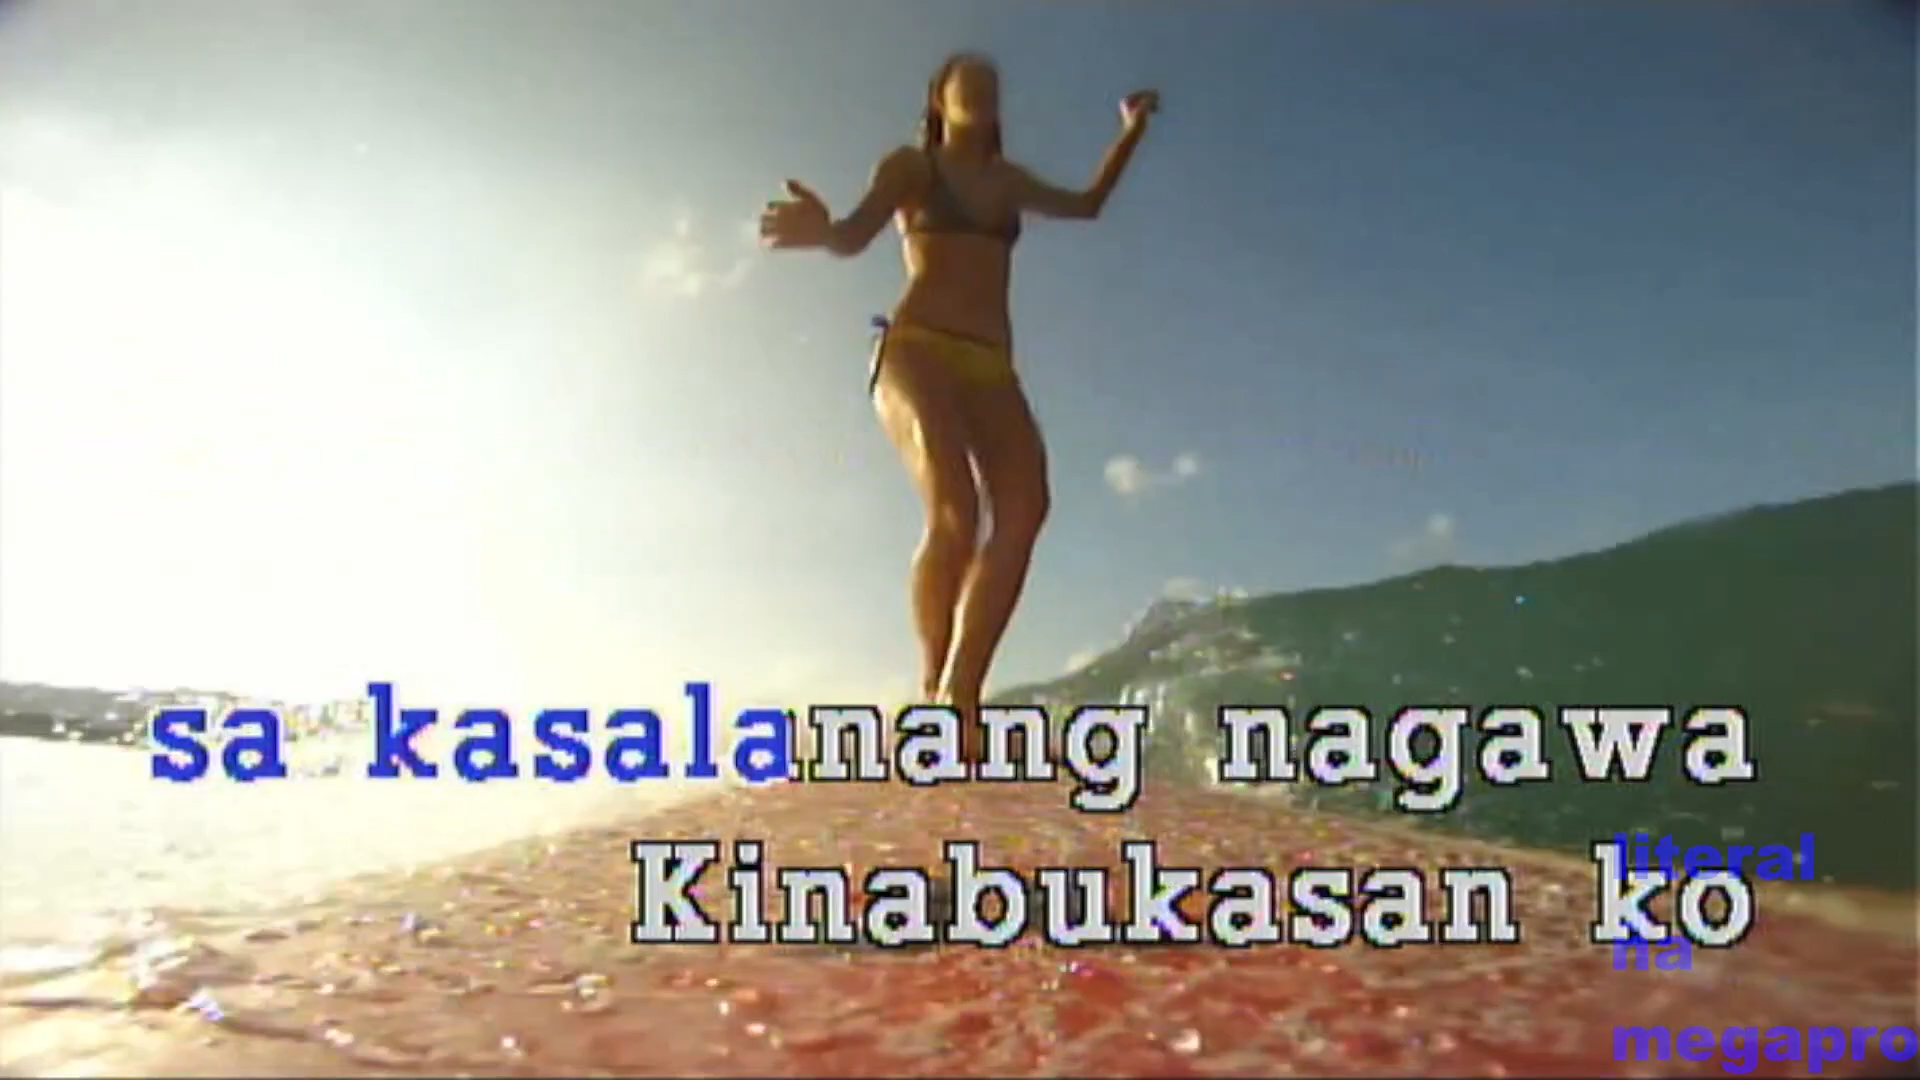 sa kasalanang nagawa
Kinabukasan ko
literal
na
megapro